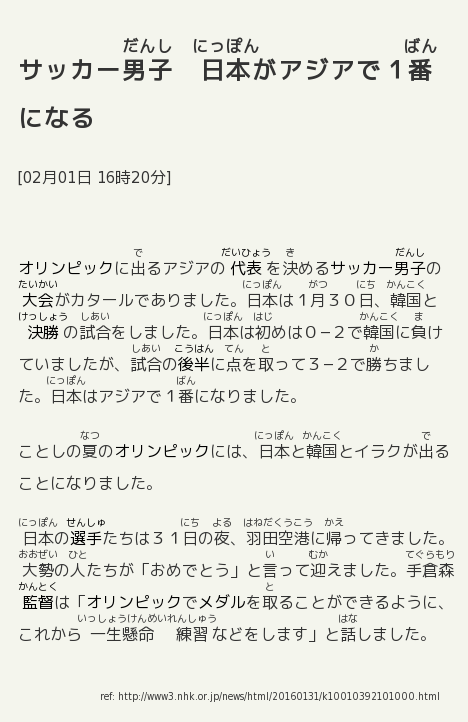 サッカー男子　日本がアジアで１番
になる
[02月01日 16時20分]
オリンピックに出るアジアの代表を決めるサッカー男子の
大会がカタールでありました。日本は１月３０日、韓国と
決勝の試合をしました。日本は初めは０−２で韓国に負け
ていましたが、試合の後半に点を取って３−２で勝ちまし
た。日本はアジアで１番になりました。
ことしの夏のオリンピックには、日本と韓国とイラクが出る
ことになりました。
日本の選手たちは３１日の夜、羽田空港に帰ってきました。
大勢の人たちが「おめでとう」と言って迎えました。手倉森
監督は「オリンピックでメダルを取ることができるように、
これから一生懸命　練習などをします」と話しました。
ref: http://www3.nhk.or.jp/news/html/20160131/k10010392101000.html